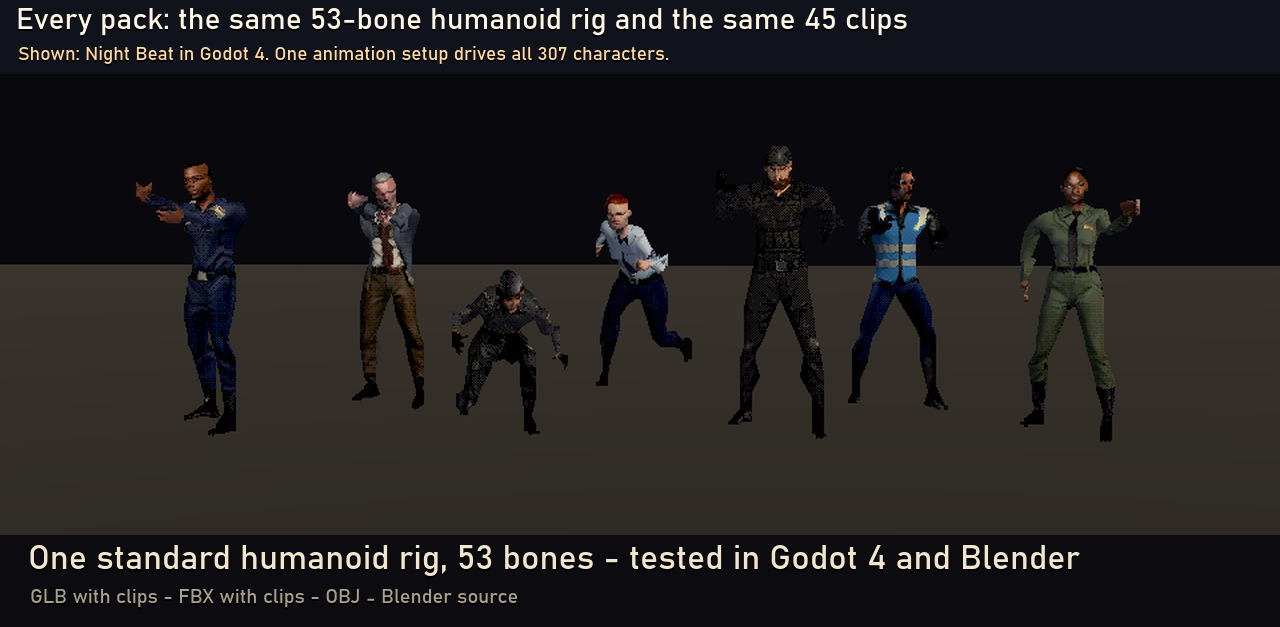 Every pack: the same 53-bone humanoid rig and the same 45 clips
Shown: Night Beat in Godot 4. One animation setup drives all 307 characters.
One standard humanoid rig, 53 bones - tested in Godot 4 and Blender
GLB with clips - FBX with clips - OBJ - Blender source